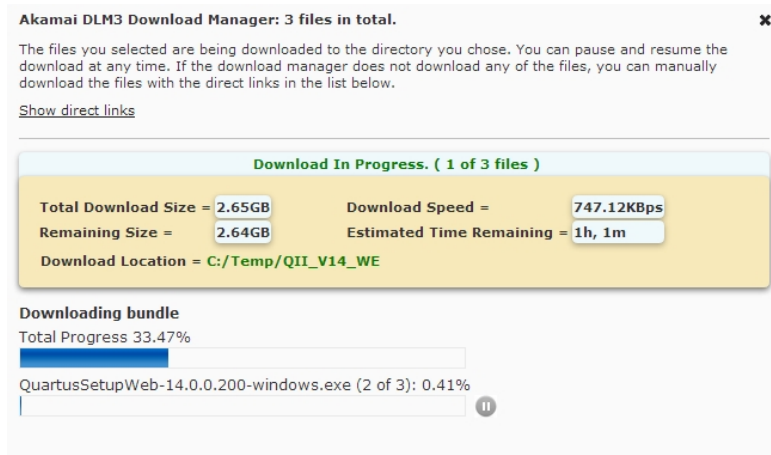 Akamai DLM3 Download Manager: 3 files in total.
The files you selected are being downloaded to the directory you chose. You can pause and resume the
download at any time. If the download manager does not download any of the files, you can manually
download the files with the direct links in the list below.
Show direct links
Download In Progress. ( 1 of 3 files )
Total Download Size = 2.65GB Download Speed = 747.12KBps
Remaining Size = 2.64GB Estimated Time Remaining = 1h, 1m
Download Location = C:/Temp/QII_V14_WE
Downloading bundle
Total Progress 33.47%
QuartusSetupWeb-14.0.0.200-windows.exe (2 of 3): 0.41%